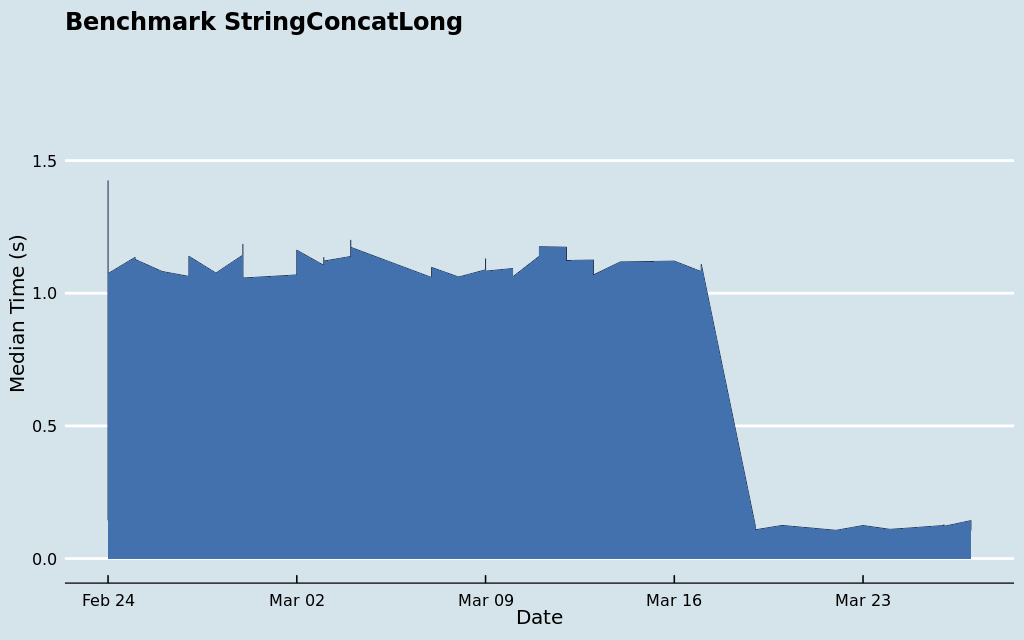 Benchmark StringConcatLong
Median Time (s)
1.5
1.0
0.5
0.0
Feb 24 Mar 02 Mar 09 Mar 16 Mar 23
Date